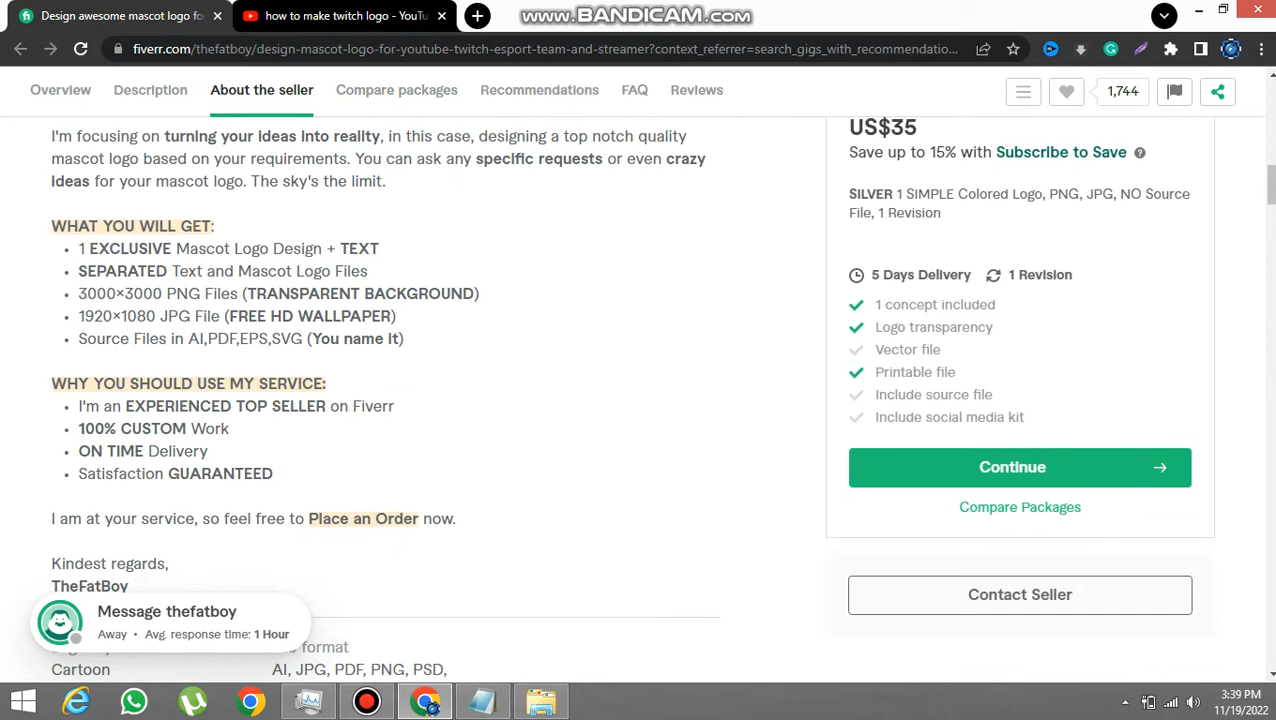 Design awesome mascot logo fo
how to make twitch logo - YouTu
www.BANDICAM.com
fiverr.com/thefatboy/design-mascot-logo-for-youtube-twitch-esport-team-and-streamer?context_referrer=search_gigs_with_recommendatio...
Overview
Description
About the seller
Compare packages
Recommendations
FAQ
Reviews
1,744
I'm focusing on turning your ideas into reality, in this case, designing a top notch quality
mascot logo based on your requirements. You can ask any specific requests or even crazy
ideas for your mascot logo. The sky's the limit.
WHAT YOU WILL GET:
• 1 EXCLUSIVE Mascot Logo Design + TEXT
• SEPARATED Text and Mascot Logo Files
• 3000×3000 PNG Files (TRANSPARENT BACKGROUND)
• 1920×1080 JPG File (FREE HD WALLPAPER)
• Source Files in AI,PDF,EPS,SVG (You name it)
WHY YOU SHOULD USE MY SERVICE:
• I'm an EXPERIENCED TOP SELLER on Fiverr
• 100% CUSTOM Work
• ON TIME Delivery
• Satisfaction GUARANTEED
I am at your service, so feel free to Place an Order now.
Kindest regards,
TheFatBoy
Message thefatboy
Away • Avg. response time: 1 Hour
format
Cartoon
AI, JPG, PDF, PNG, PSD,
US$35
Save up to 15% with Subscribe to Save
SILVER 1 SIMPLE Colored Logo, PNG, JPG, NO Source
File, 1 Revision
5 Days Delivery
1 Revision
1 concept included
Logo transparency
Vector file
Printable file
Include source file
Include social media kit
Continue
Compare Packages
Contact Seller
3:39 PM
11/19/2022